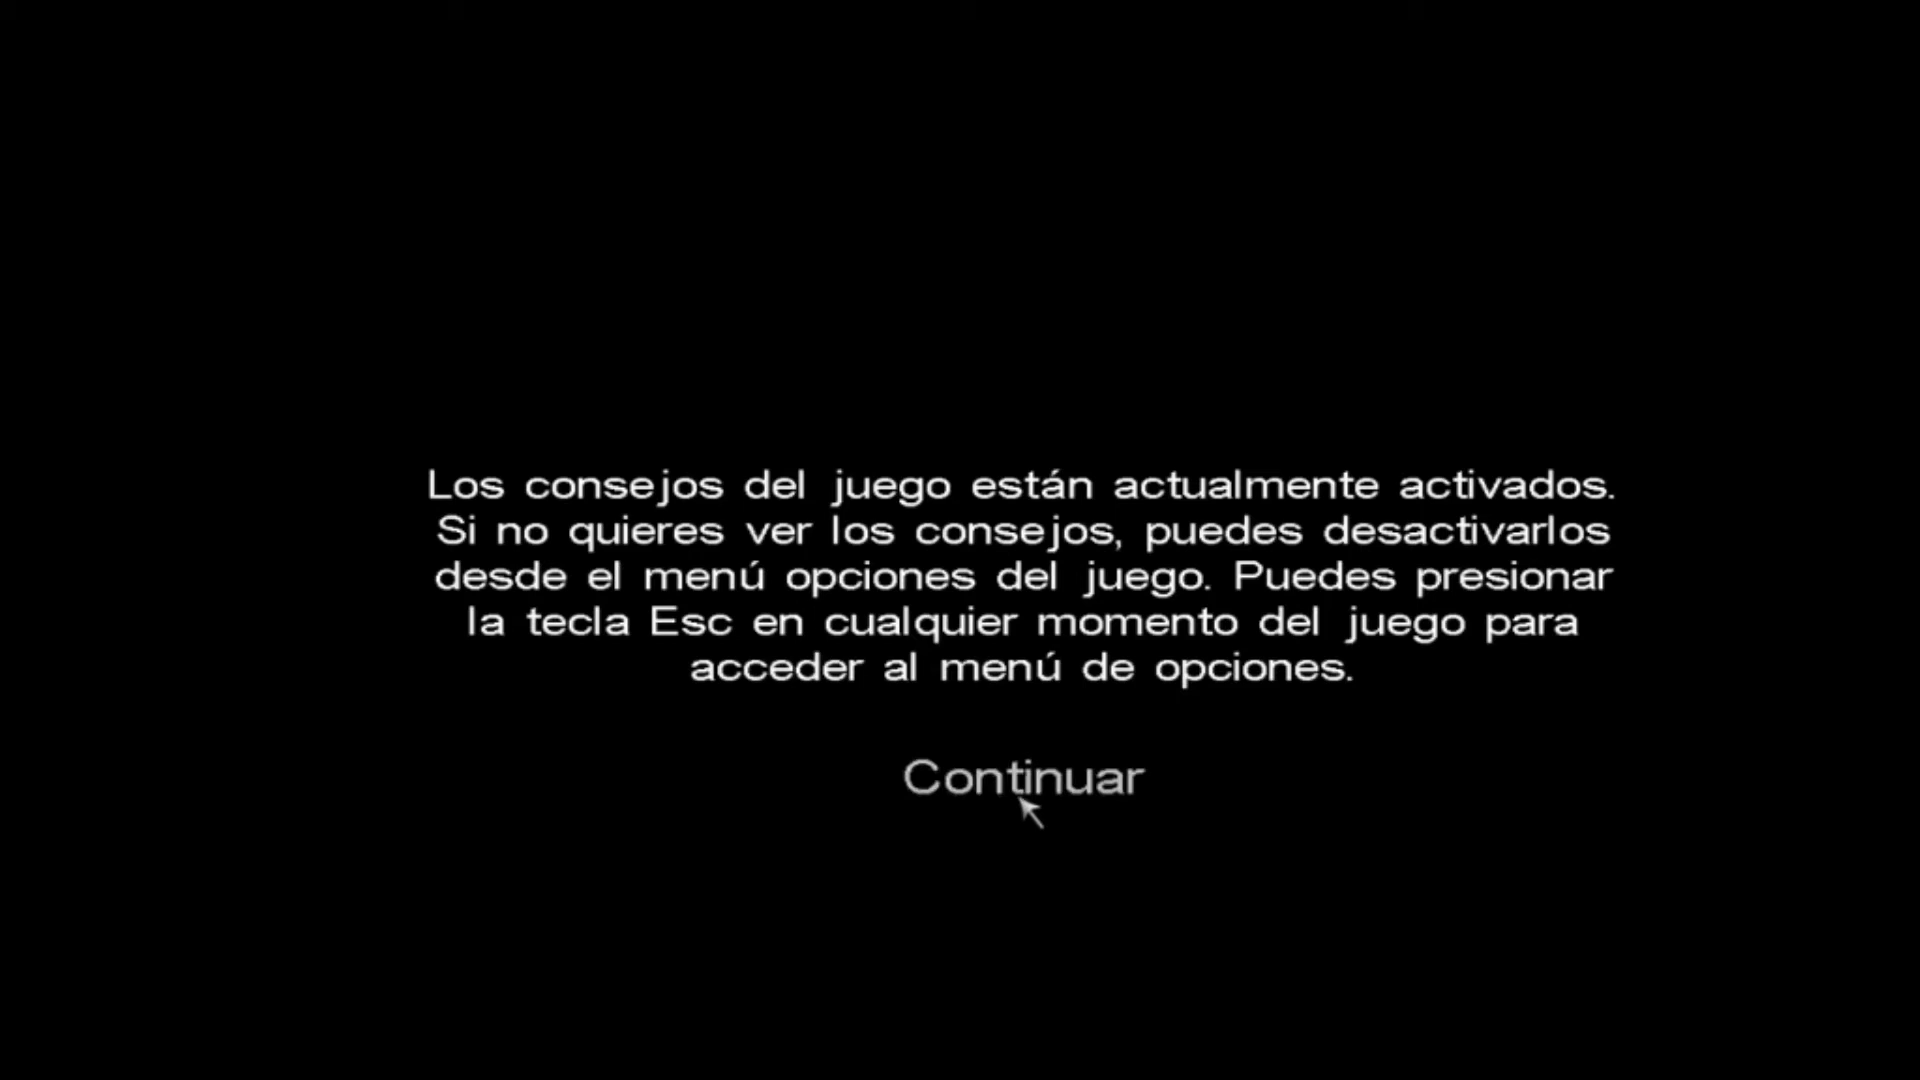 Los consejos del juego están actualmente activados.
Si no quieres ver los consejos, puedes desactivarlos
desde el menú opciones del juego. Puedes presionar
la tecla Esc en cualquier momento del juego para
acceder al menú de opciones.
Continuar